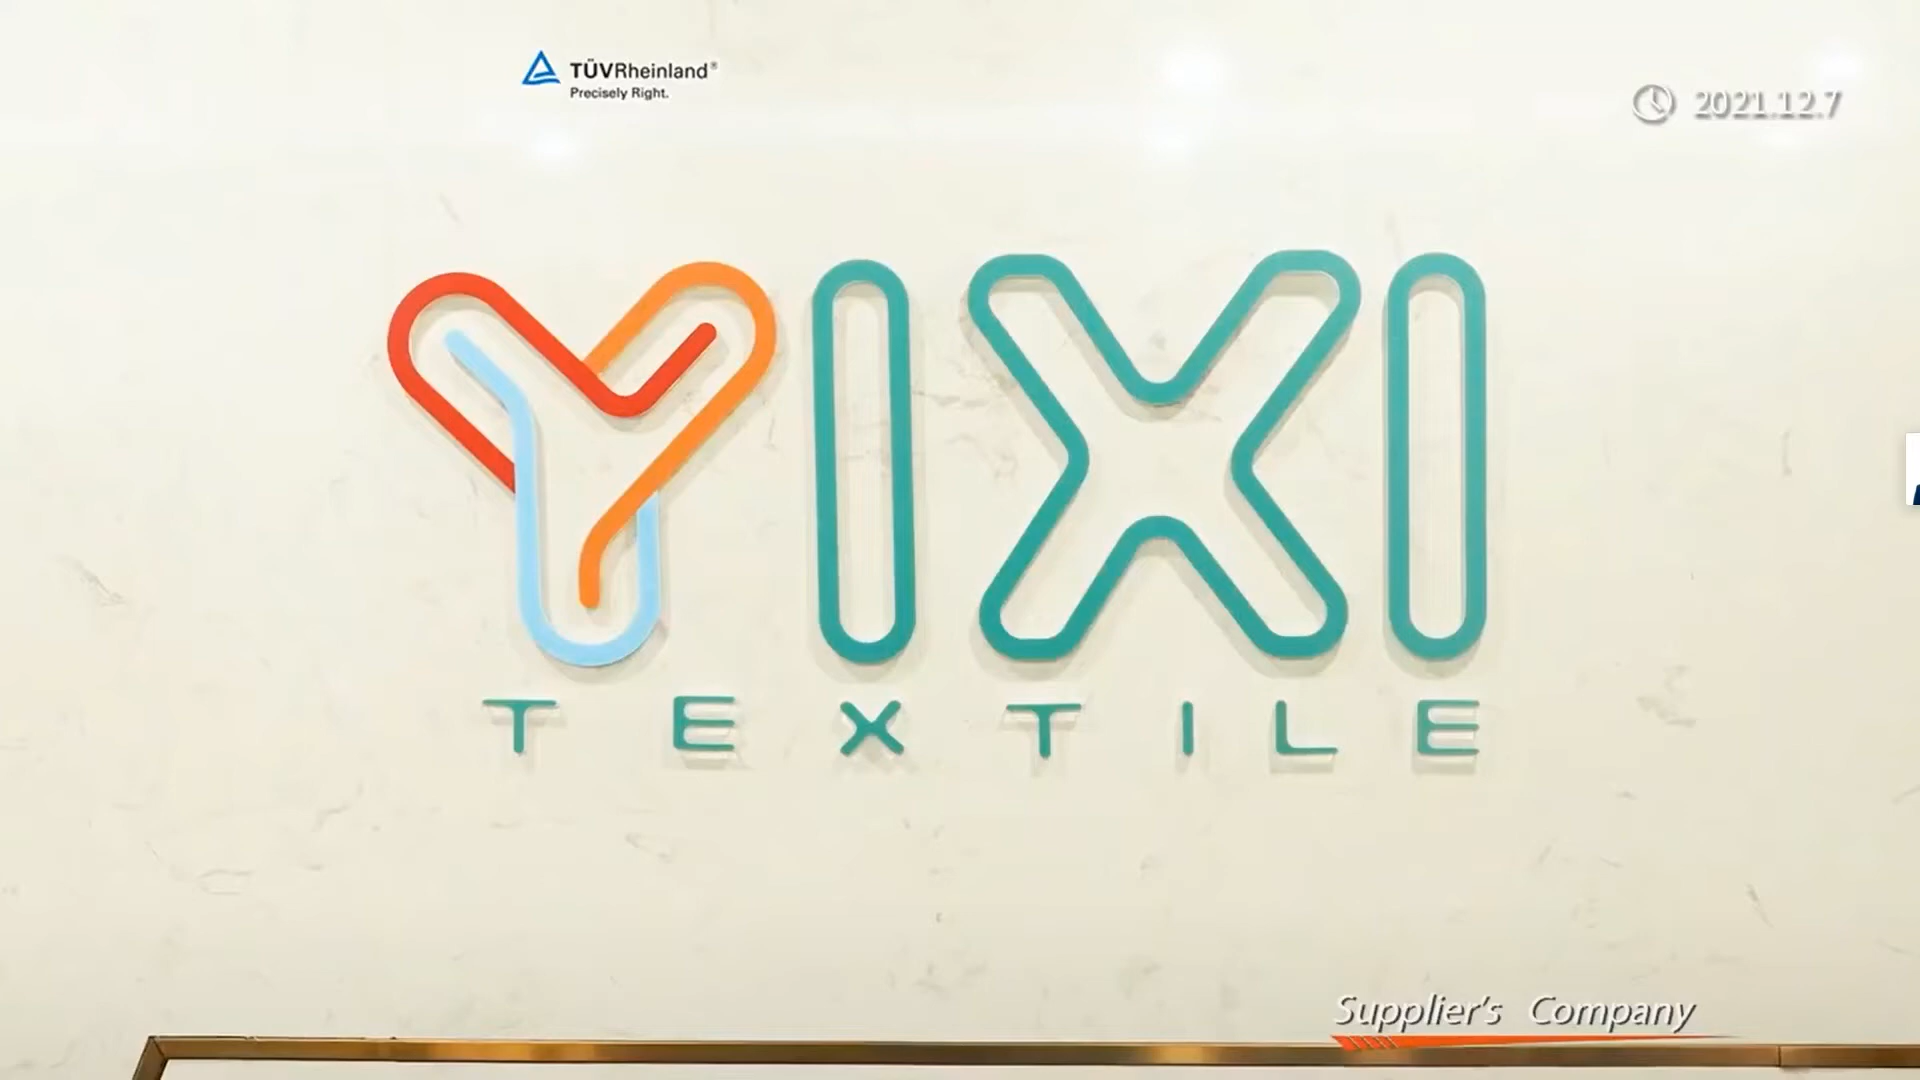 TÜVRheinland®
Precisely Right.
2021.12.7
YIXI
TEXTILE
Supplier's Company